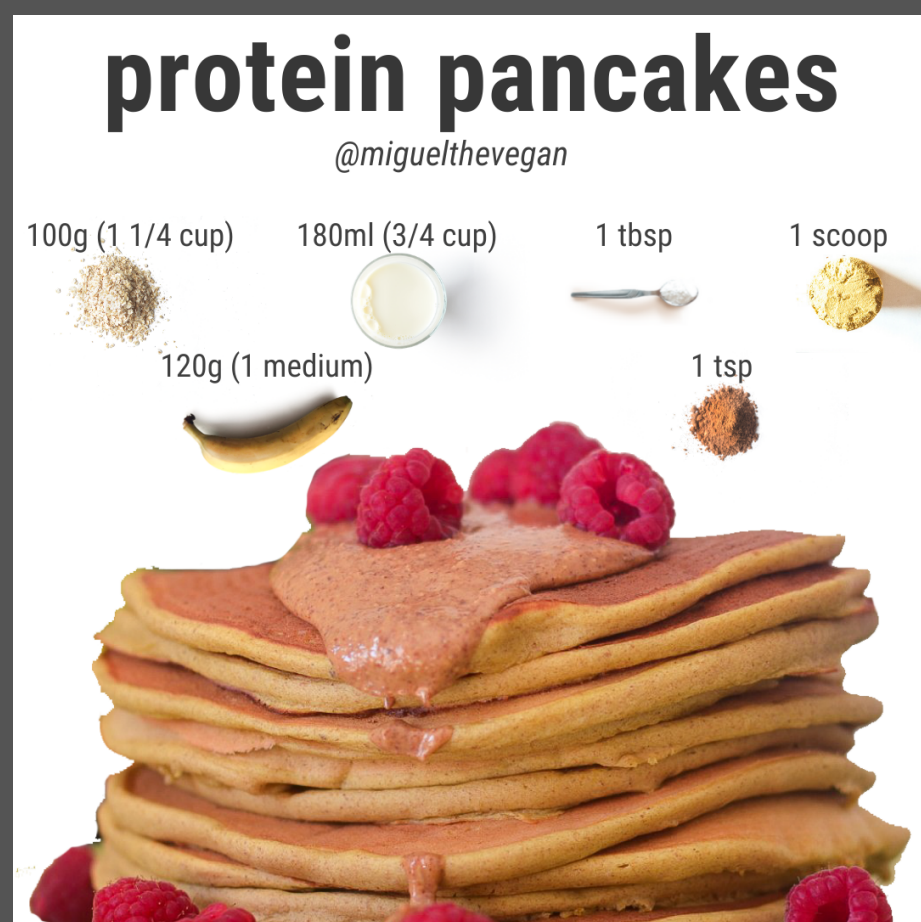 protein pancakes
@miguelthevegan
100g (1 1/4 cup) 180ml (3/4 cup) 1 tbsp 1 scoop
120g (1 medium) 1 tsp